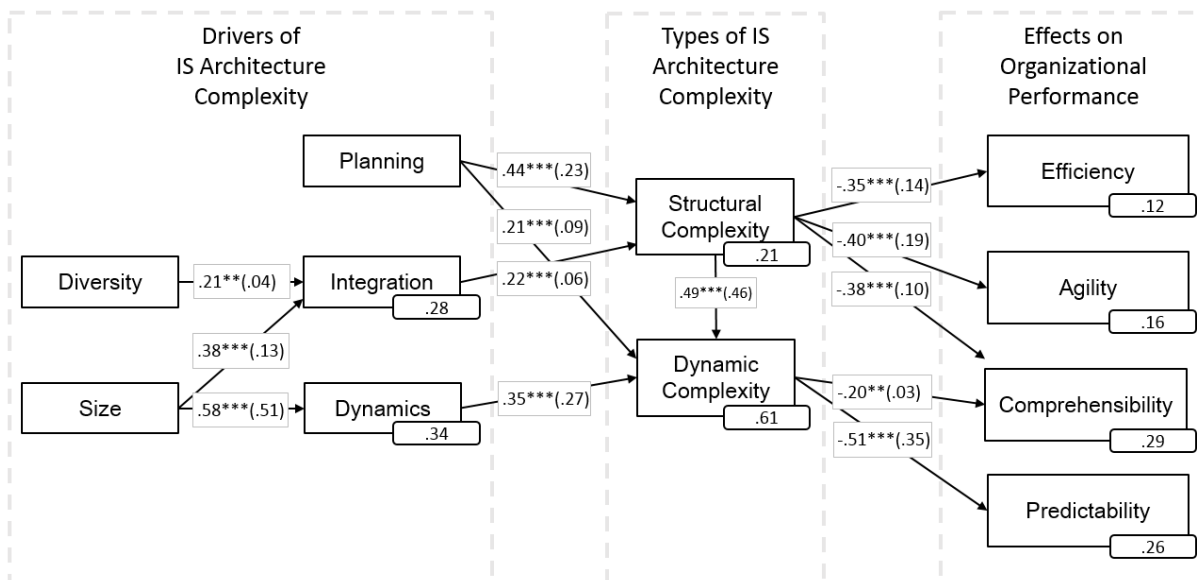 Drivers of
IS Architecture
Complexity
Types of IS
Architecture
Complexity
Effects on
Organizational
Performance
Planning
.44***(.23)
.21***(.09)
Diversity
.21**(.04)
Integration
.28
.22***(.06)
.38***(.13)
Size
.58***(.51)
Dynamics
.34
.35***(.27)
Structural
Complexity
.21
.49***(.46)
Dynamic
Complexity
.61
-.35***(.14)
-.40***(.19)
-.38***(.10)
-.20**(.03)
-.51***(.35)
Efficiency
.12
Agility
.16
Comprehensibility
.29
Predictability
.26